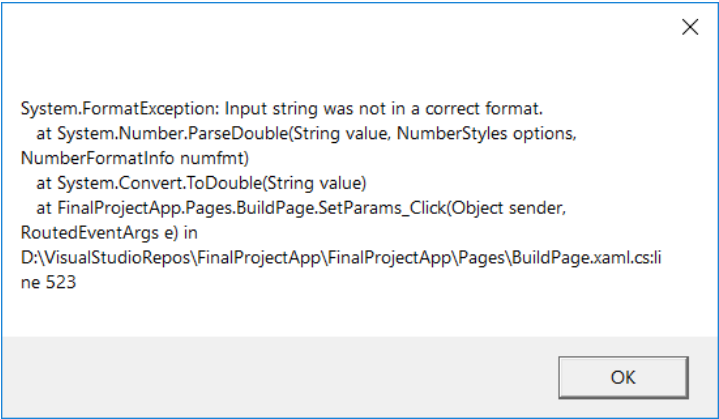 System.FormatException: Input string was not in a correct format.
at System.Number.ParseDouble(String value, NumberStyles options,
NumberFormatInfo numfmt)
at System.Convert.ToDouble(String value)
at FinalProjectApp.Pages.BuildPage.SetParams_Click(Object sender,
RoutedEventArgs e) in
D:\VisualStudioRepos\FinalProjectApp\FinalProjectApp\Pages\BuildPage.xaml.cs:li
ne 523
OK